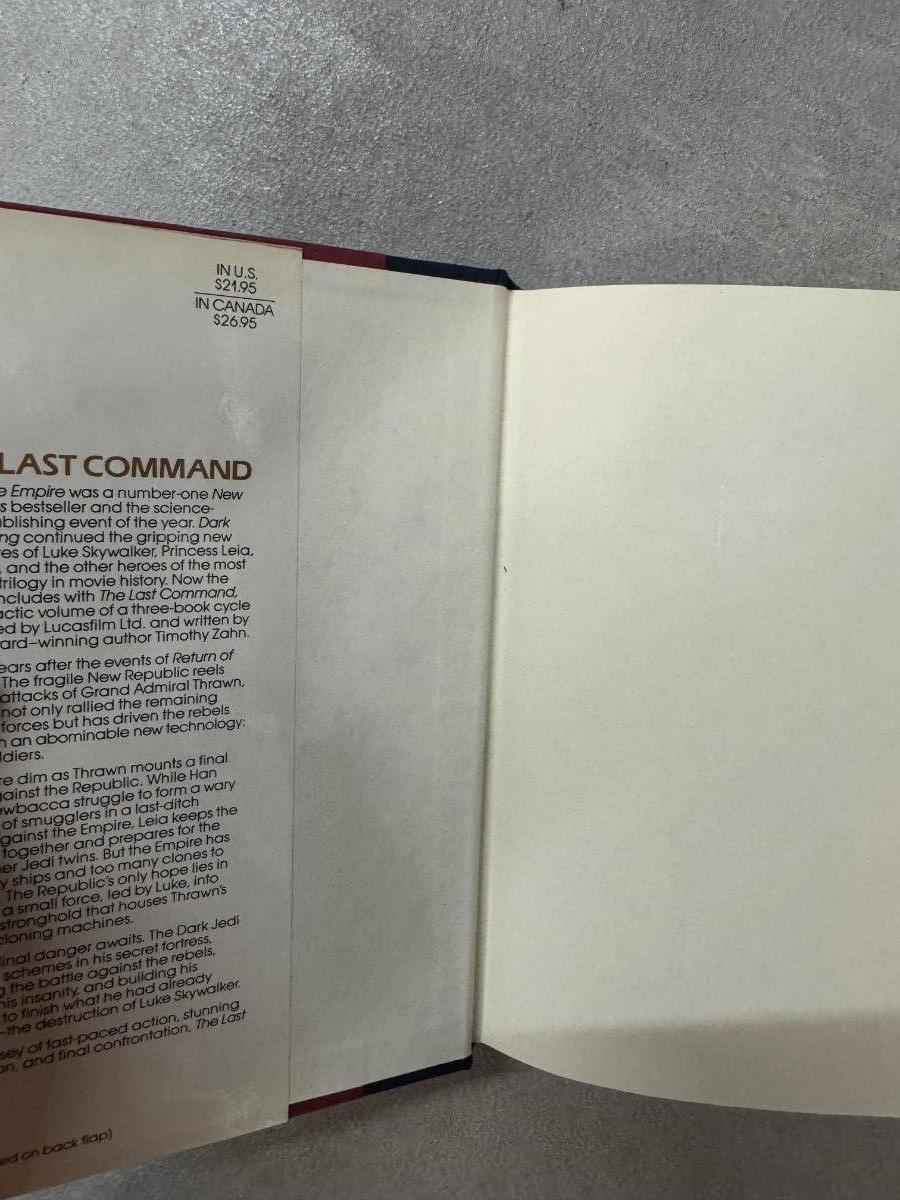 IN U.S.
$21.95
IN CANADA
$26.95
LAST COMMAND
e Empire was a number-one New
s bestseller and the science-
blishing event of the year. Dark
ng continued the gripping new
res of Luke Skywalker, Princess Leia,
, and the other heroes of the most
trilogy in movie history. Now the
ncludes with The Last Command,
actic volume of a three-book cycle
ed by Lucasfilm Ltd. and written by
ard–winning author Timothy Zahn.
ears after the events of Return of
The fragile New Republic reels
attacks of Grand Admiral Thrawn,
not only rallied the remaining
forces but has driven the rebels
h an abominable new technology:
ldiers.
re dim as Thrawn mounts a final
gainst the Republic. While Han
ewbacca struggle to form a wary
of smugglers in a last-ditch
gainst the Empire, Leia keeps the
together and prepares for the
er Jedi twins. But the Empire has
y ships and too many clones to
The Republic's only hope lies in
a small force, led by Luke, into
stronghold that houses Thrawn's
cloning machines.
inal danger awaits. The Dark Jedi
schemes in his secret fortress,
g the battle against the rebels,
his insanity, and building his
to finish what he had already
–the destruction of Luke Skywalker.
sey of fast-paced action, stunning
on, and final confrontation, The Last
ed on back flap)